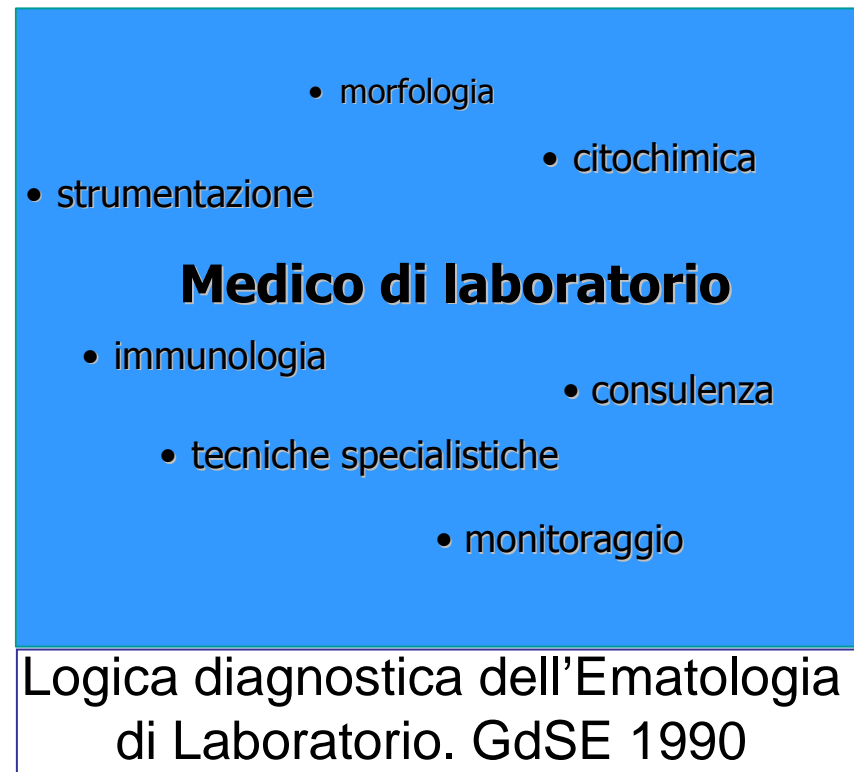 • morfologia
• citochimica
• strumentazione
Medico di laboratorio
• immunologia
• consulenza
• tecniche specialistiche
• monitoraggio
Logica diagnostica dell’Ematologia
di Laboratorio. GdSE 1990